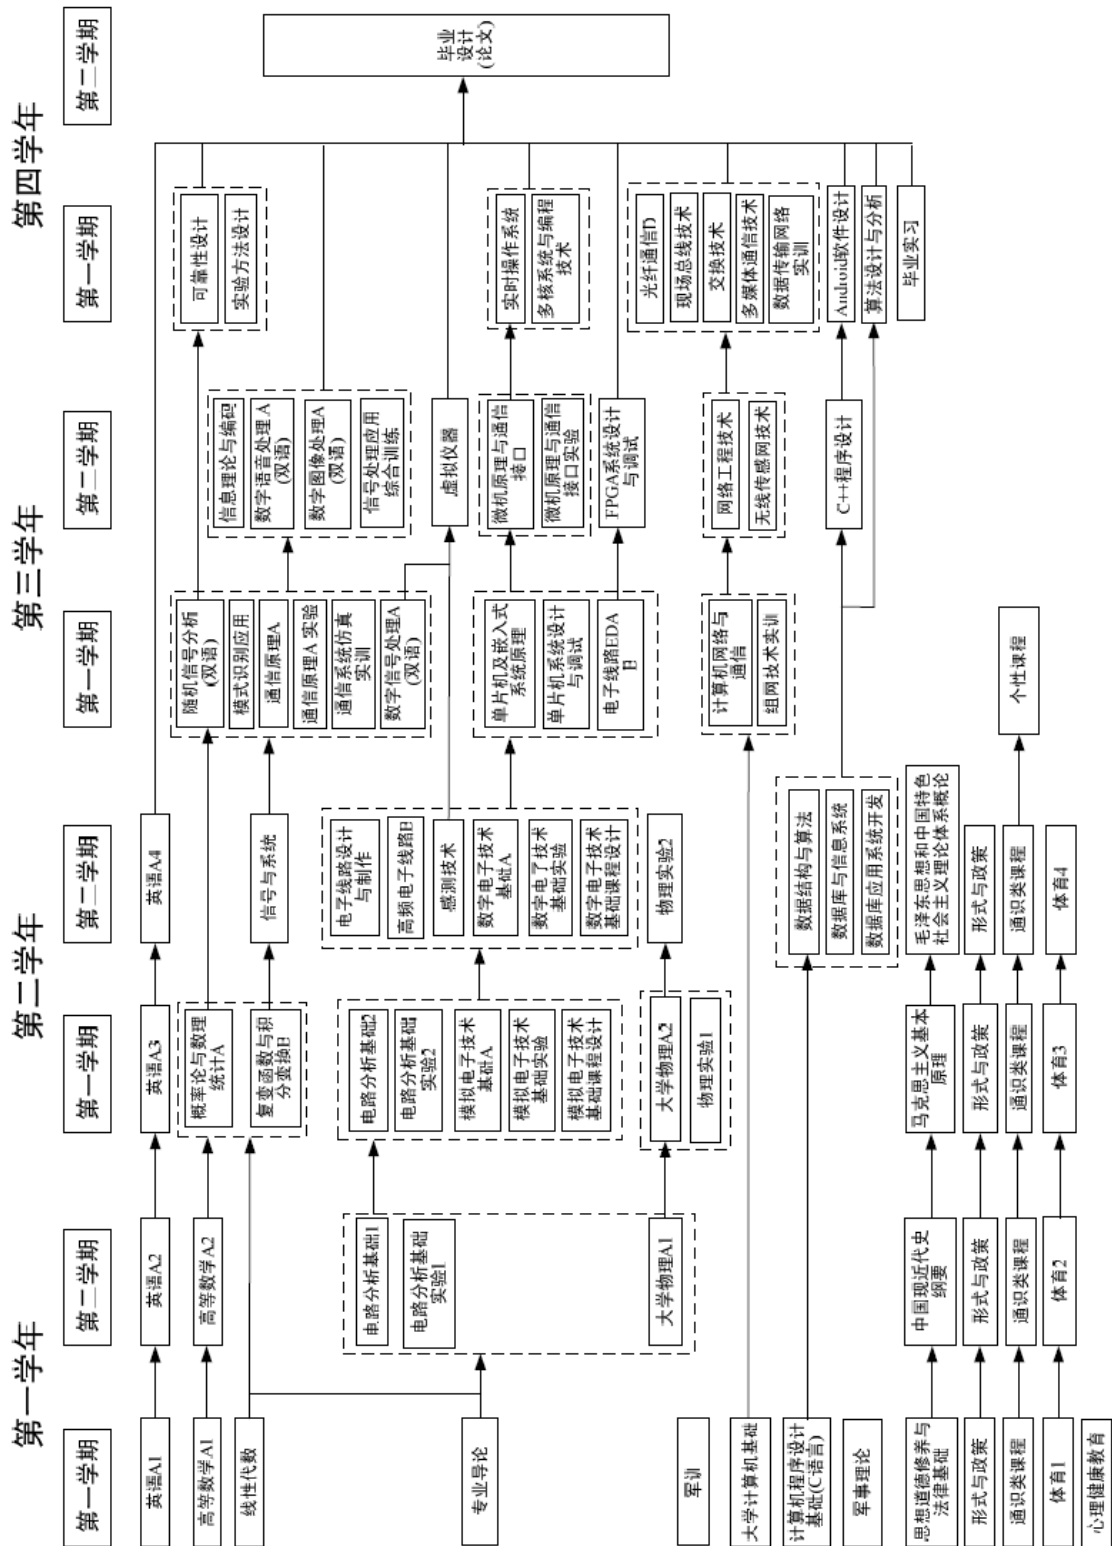 第一学年
第二学年
第三学年
第四学年
第一学期
第二学期
第一学期
第二学期
第一学期
第二学期
第一学期
第二学期
英语A1
高等数学A1
线性代数
专业导论
军训
大学计算机基础
计算机程序设计
基础(C语言)
军事理论
思想道德修养与
法律基础
形式与政策
通识类课程
体育1
心理健康教育
英语A2
高等数学A2
电路分析基础1
电路分析基础
实验1
大学物理A1
中国现近代史
纲要
形式与政策
通识类课程
体育2
英语A3
概率论与数理
统计A
复变函数与积
分变换B
电路分析基础2
电路分析基础
实验2
模拟电子技术
基础A
模拟电子技术
基础实验
模拟电子技术
基础课程设计
大学物理A2
物理实验1
马克思主义基本
原理
形式与政策
通识类课程
体育3
英语A4
信号与系统
电子线路设计
与制作
高频电子线路B
感测技术
数字电子技术
基础A
数字电子技术
基础实验
数字电子技术
基础课程设计
物理实验2
数据结构与算法
数据库与信息系统
数据库应用系统开发
毛泽东思想和中国特色
社会主义理论体系概论
形式与政策
通识类课程
体育4
随机信号分析
(双语)
模式识别应用
通信原理A
通信原理A 实验
通信系统仿真
实训
数字信号处理A
(双语)
单片机及嵌入式
系统原理
单片机系统设计
与调试
电子线路EDA
B
计算机网络与
通信
组网技术实训
个性课程
信息理论与编码
数字语音处理A
(双语)
数字图像处理A
(双语)
信号处理应用
综合训练
虚拟仪器
微机原理与通信
接口
微机原理与通信
接口实验
FPGA系统设计
与调试
网络工程技术
无线传感网技术
C++程序设计
可靠性设计
实验方法设计
实时操作系统
多核系统与编程
技术
光纤通信D
现场总线技术
交换技术
多媒体通信技术
数据传输网络
实训
Android软件设计
算法设计与分析
毕业实习
毕业
设计
(论文)